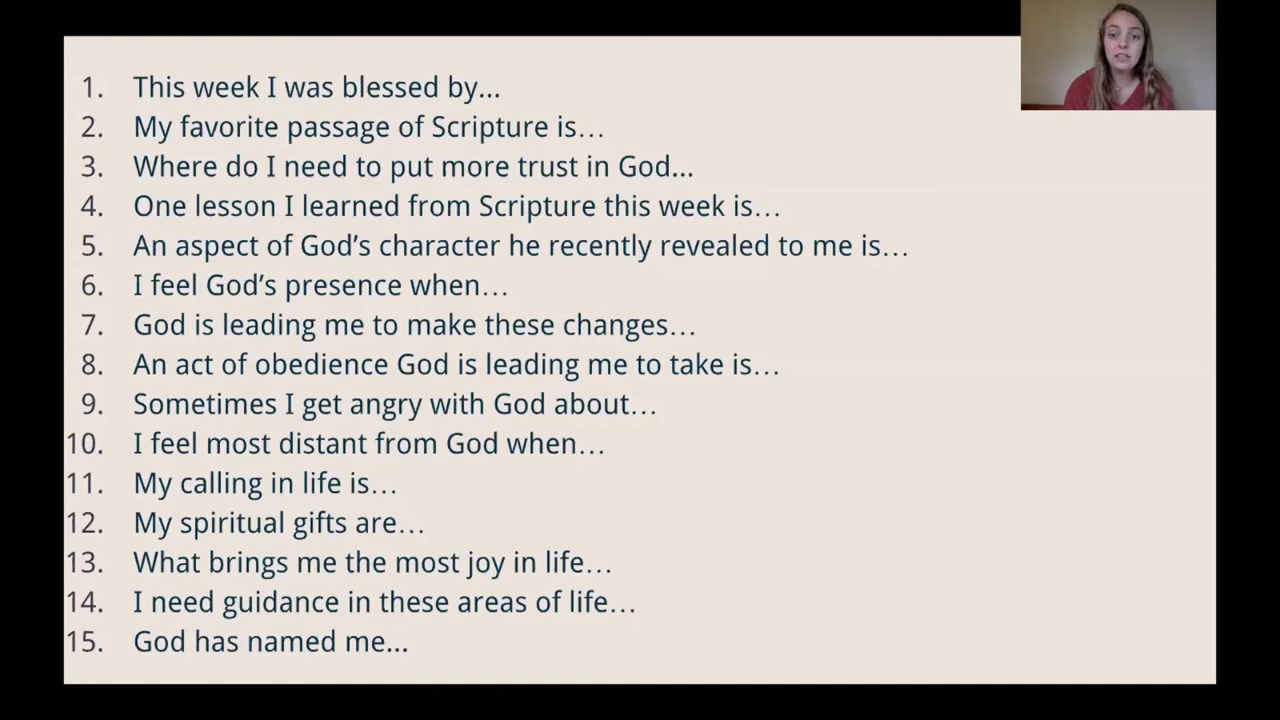 1. This week I was blessed by...
2. My favorite passage of Scripture is…
3. Where do I need to put more trust in God...
4. One lesson I learned from Scripture this week is…
5. An aspect of God’s character he recently revealed to me is…
6. I feel God’s presence when…
7. God is leading me to make these changes…
8. An act of obedience God is leading me to take is…
9. Sometimes I get angry with God about…
10. I feel most distant from God when…
11. My calling in life is…
12. My spiritual gifts are…
13. What brings me the most joy in life…
14. I need guidance in these areas of life…
15. God has named me...